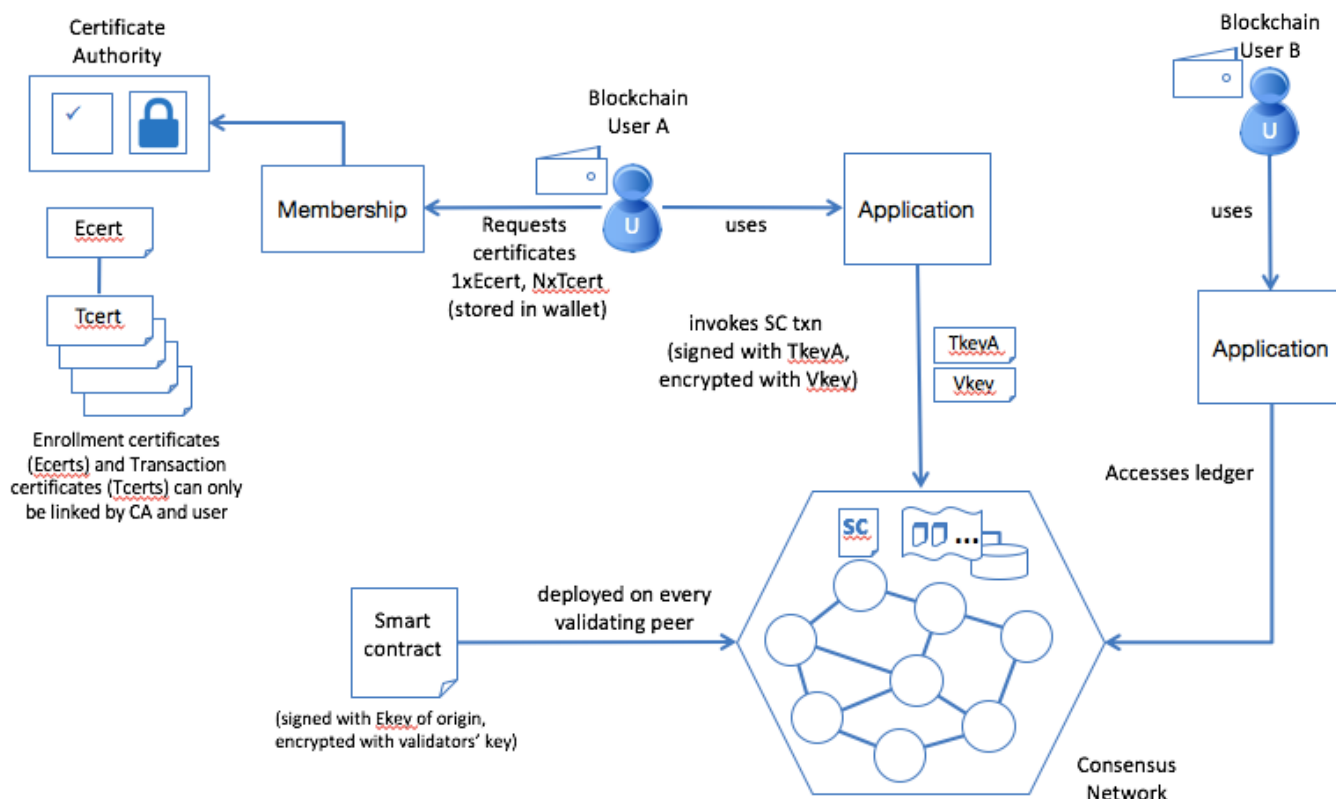 Certificate
Authority
✓
Blockchain
User A
Blockchain
User B
U
U
Membership
Requests
certificates
1xEcert, NxTcert
(stored in wallet)
uses
Application
uses
Application
Ecert
Tcert
Enrollment certificates
(Ecerts) and Transaction
certificates (Tcerts) can only
be linked by CA and user
invokes SC txn
(signed with TkeyA,
encrypted with Vkey)
TkeyA
Vkey
Accesses ledger
SC
...
Smart
contract
deployed on every
validating peer
(signed with Ekey of origin,
encrypted with validators' key)
Consensus
Network